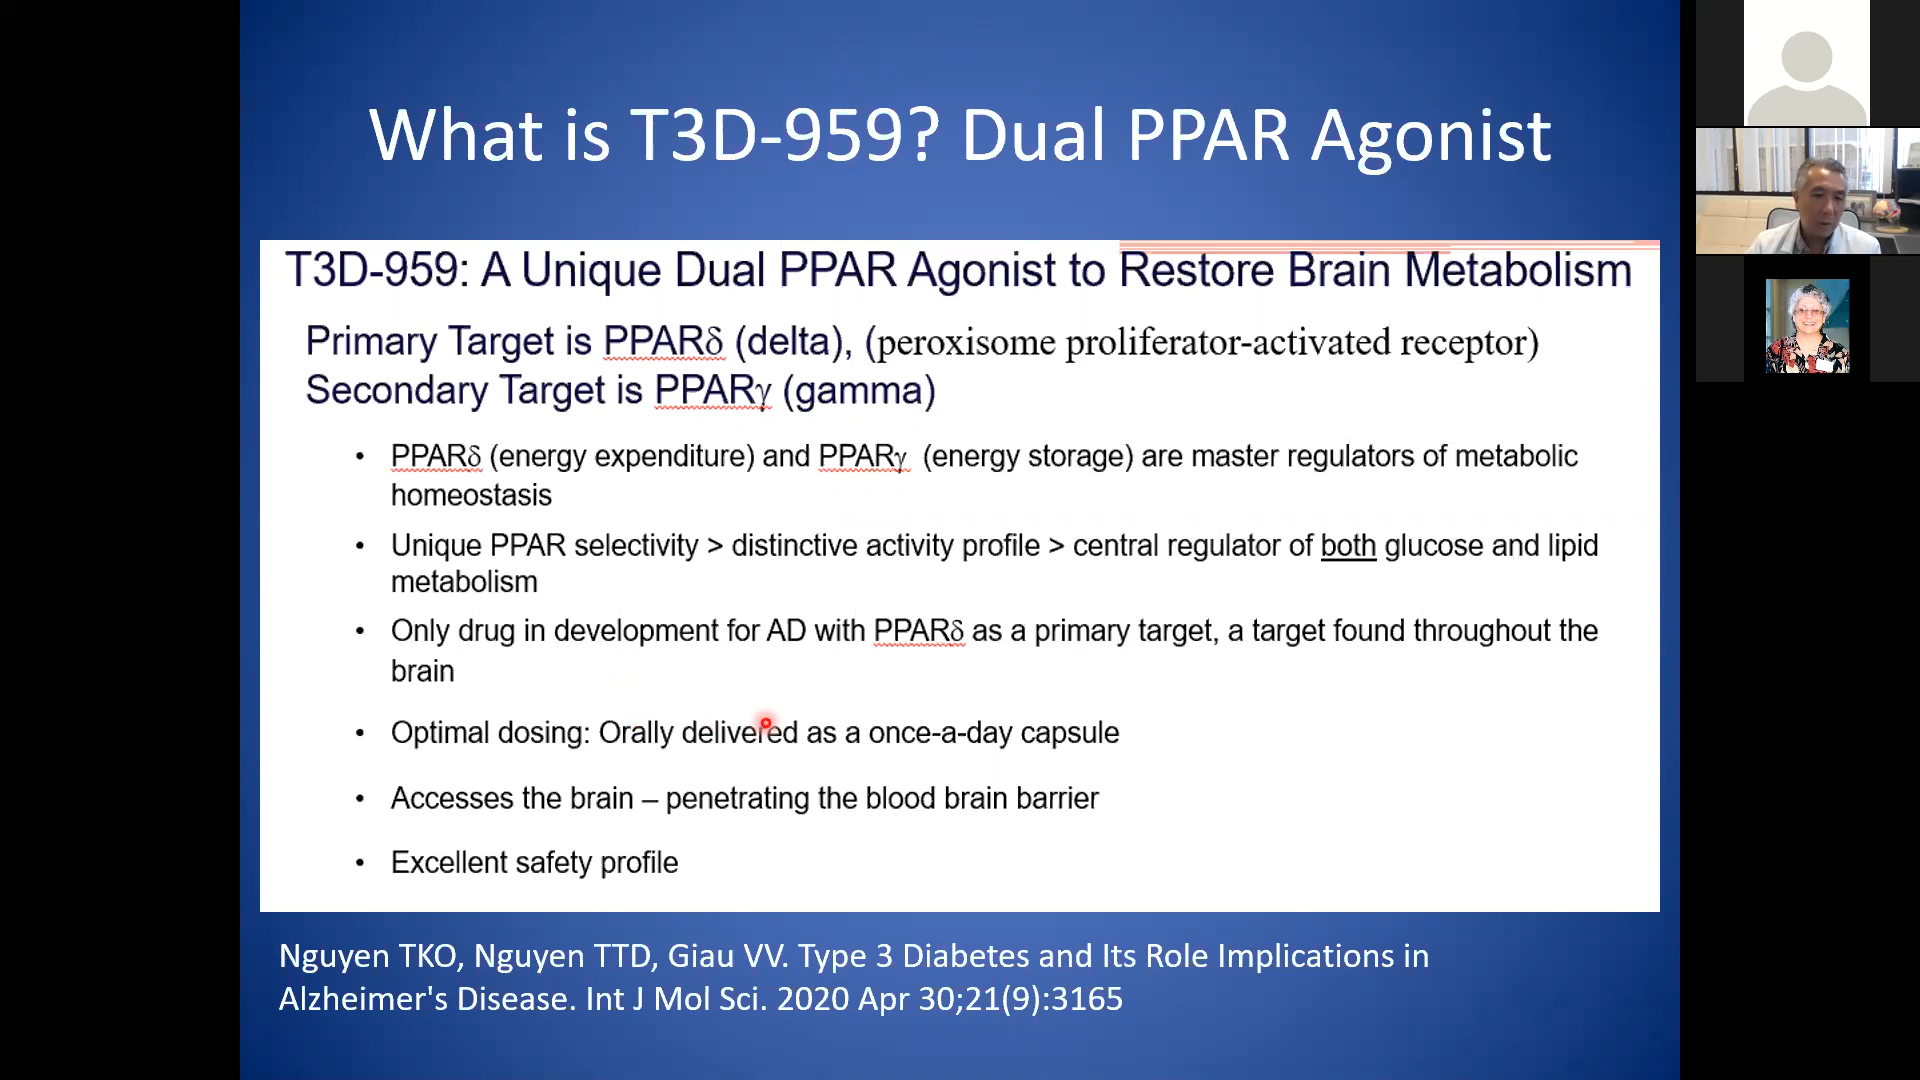 What is T3D-959? Dual PPAR Agonist
T3D-959: A Unique Dual PPAR Agonist to Restore Brain Metabolism
Primary Target is PPARδ (delta), (peroxisome proliferator-activated receptor)
Secondary Target is PPARγ (gamma)
• PPARδ (energy expenditure) and PPARγ (energy storage) are master regulators of metabolic
homeostasis
• Unique PPAR selectivity > distinctive activity profile > central regulator of both glucose and lipid
metabolism
• Only drug in development for AD with PPARδ as a primary target, a target found throughout the
brain
• Optimal dosing: Orally delivered as a once-a-day capsule
• Accesses the brain – penetrating the blood brain barrier
• Excellent safety profile
Nguyen TKO, Nguyen TTD, Giau VV. Type 3 Diabetes and Its Role Implications in
Alzheimer's Disease. Int J Mol Sci. 2020 Apr 30;21(9):3165